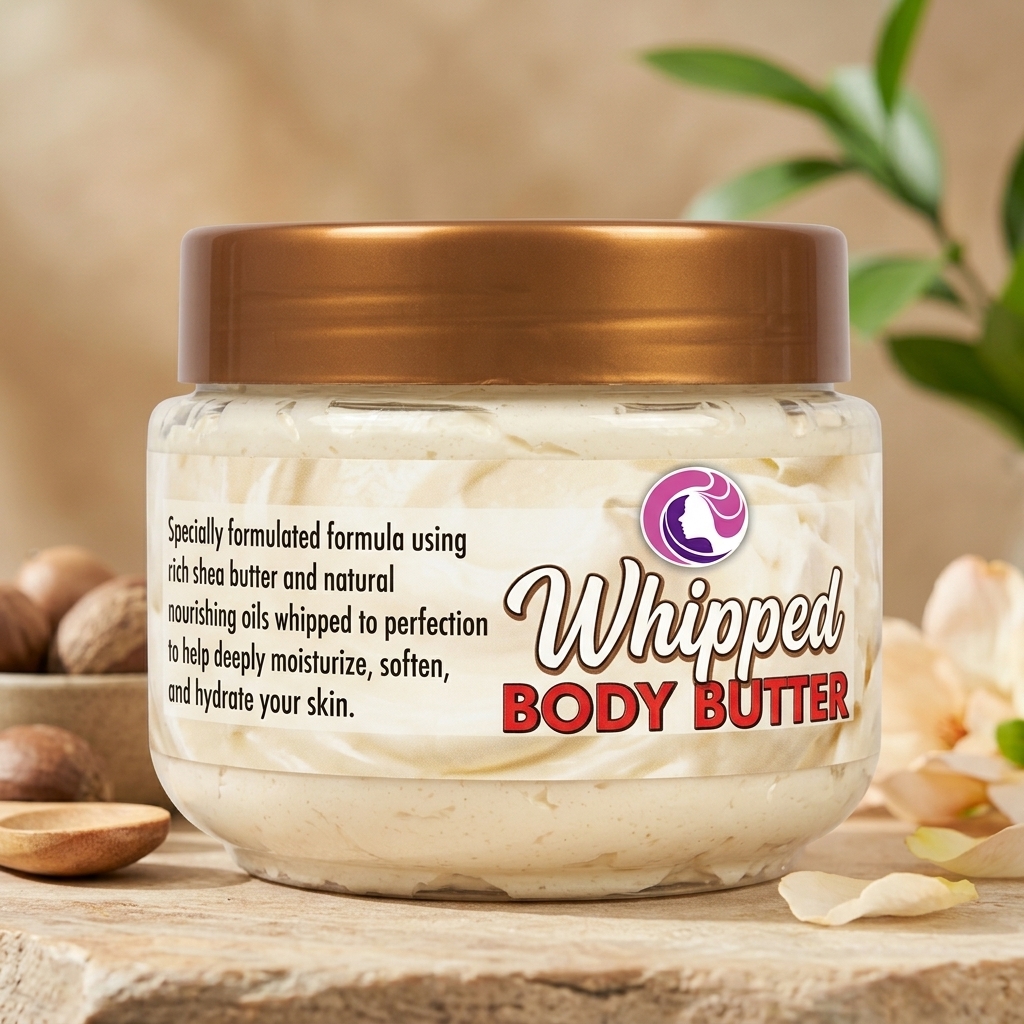 Specially formulated formula using
rich shea butter and natural
nourishing oils whipped to perfection
to help deeply moisturize, soften,
and hydrate your skin.
Whipped
BODY BUTTER